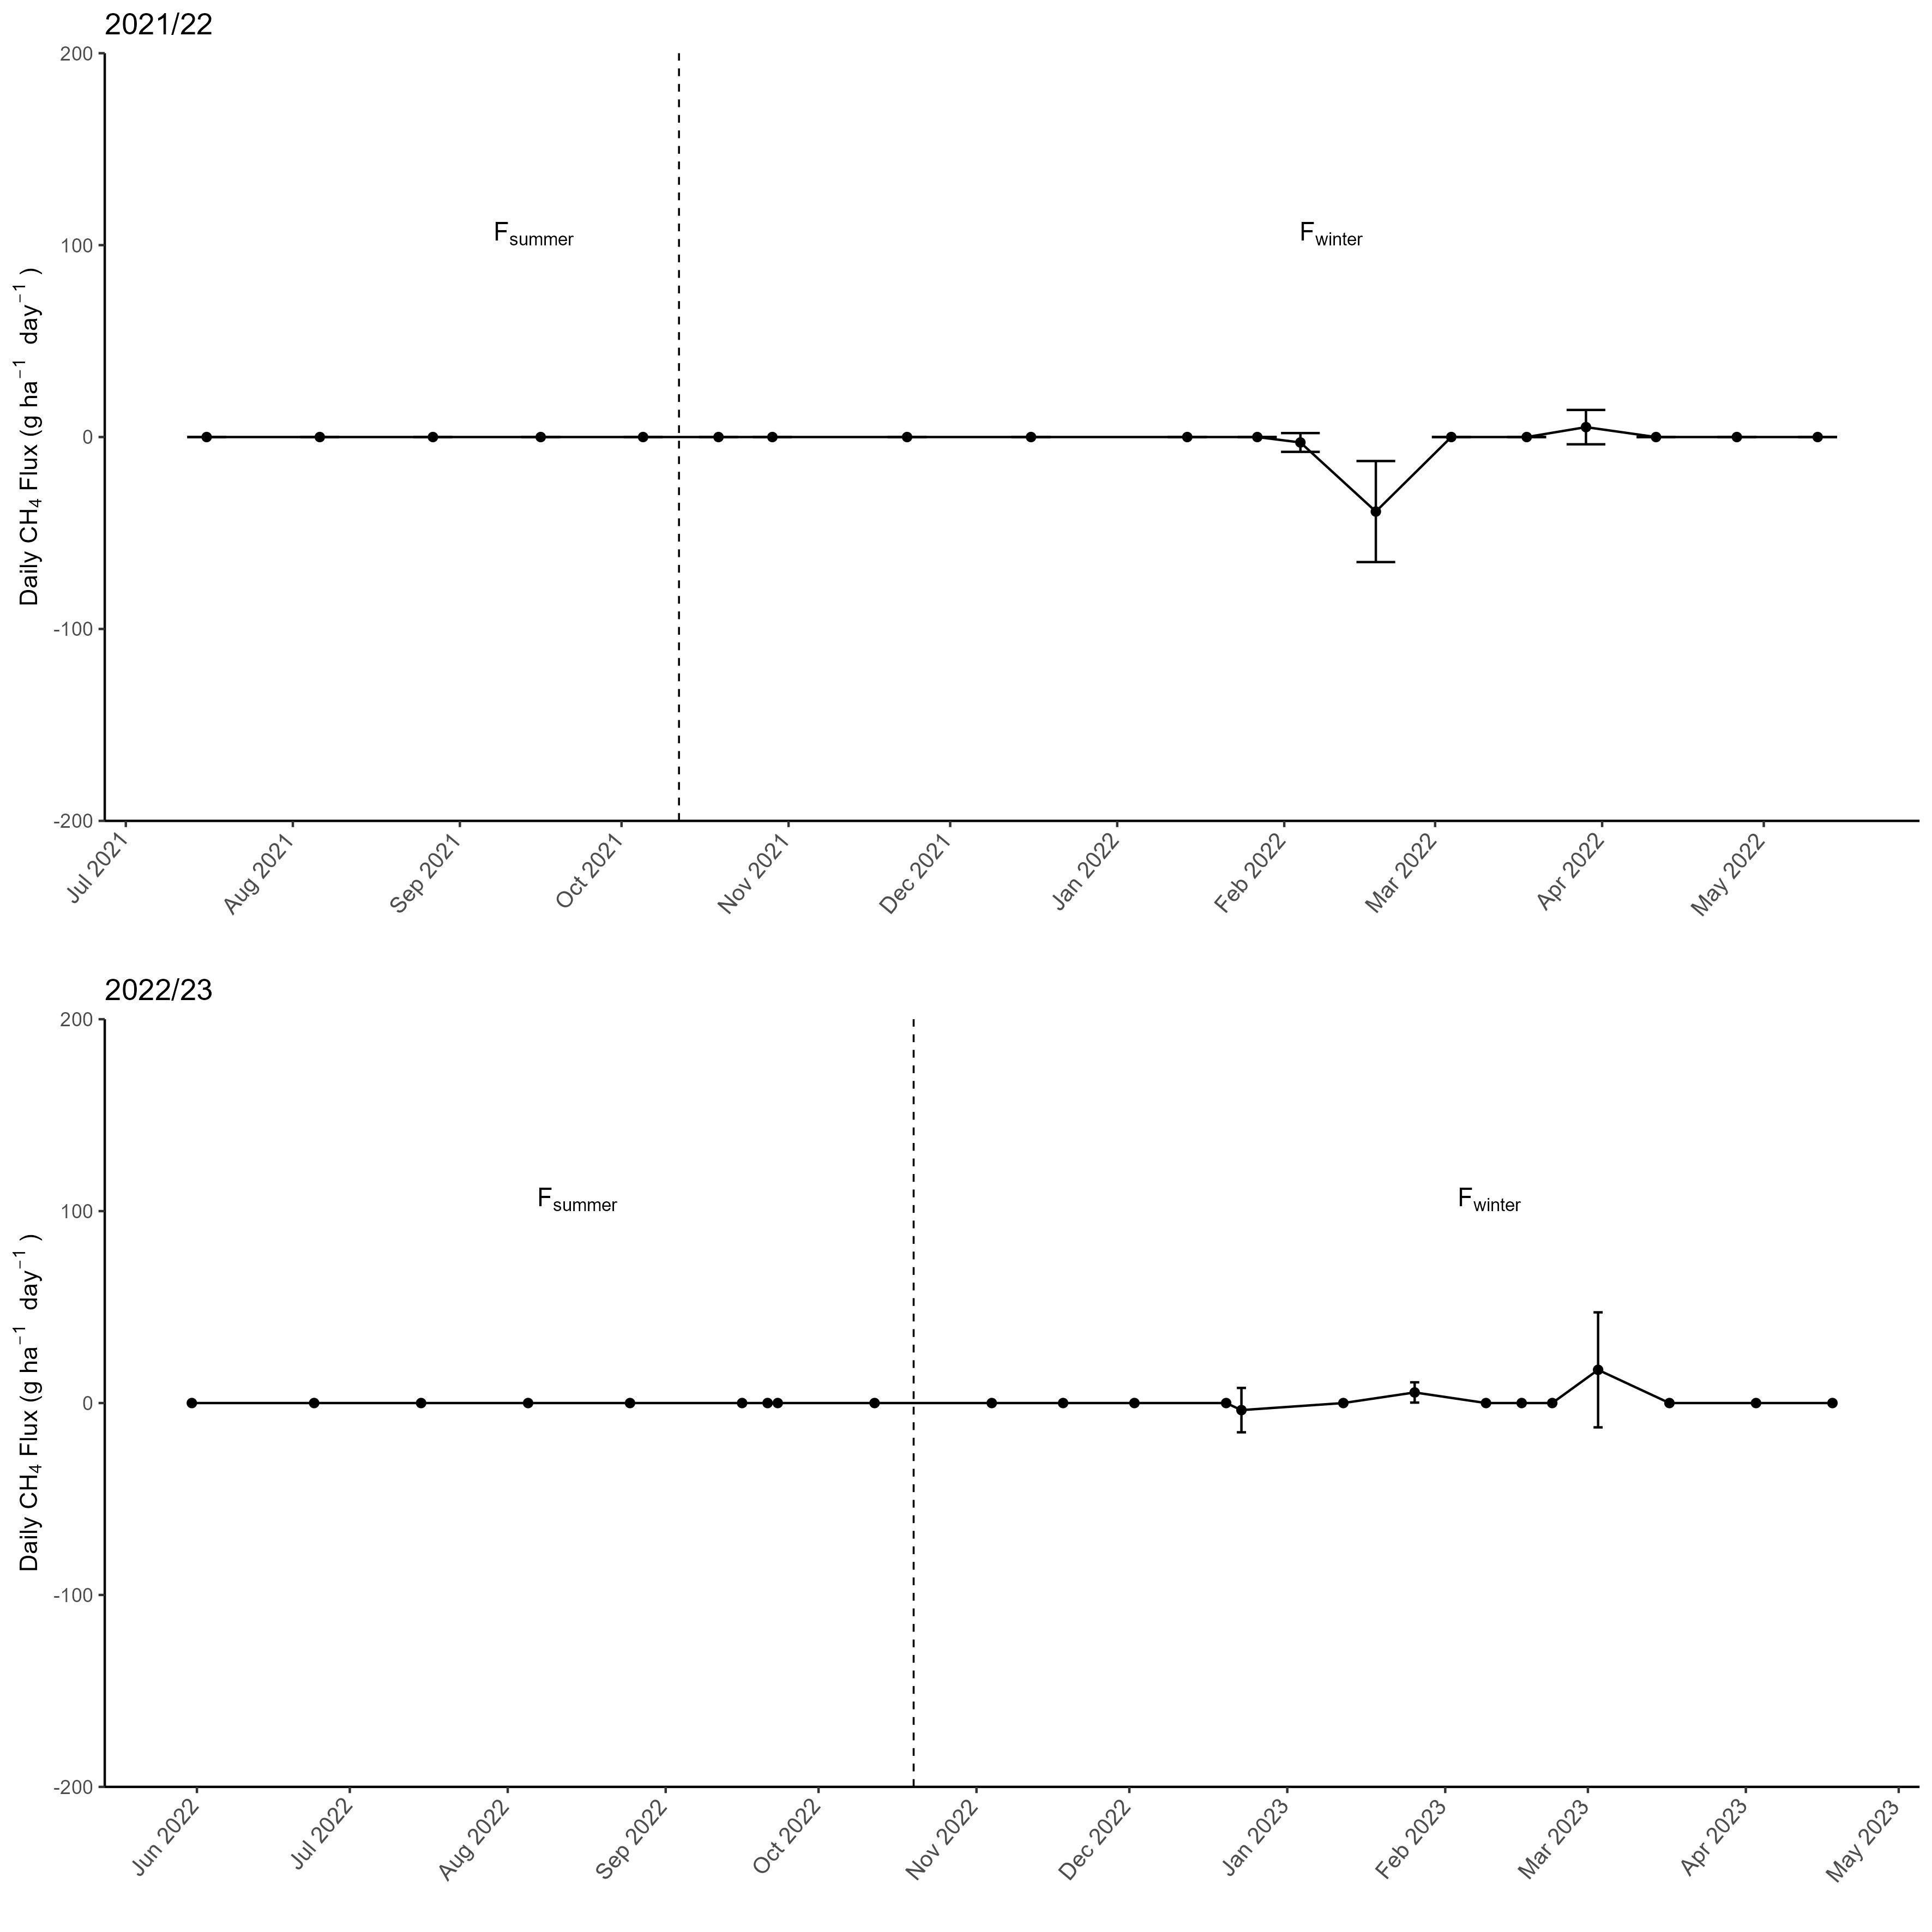 2021/22
200
100
0
-100
-200
Daily CH₄ Flux (g ha⁻¹ day⁻¹ )
Fsummer
Fwinter
Jul 2021
Aug 2021
Sep 2021
Oct 2021
Nov 2021
Dec 2021
Jan 2022
Feb 2022
Mar 2022
Apr 2022
May 2022
2022/23
200
100
0
-100
-200
Daily CH₄ Flux (g ha⁻¹ day⁻¹ )
Fsummer
Fwinter
Jun 2022
Jul 2022
Aug 2022
Sep 2022
Oct 2022
Nov 2022
Dec 2022
Jan 2023
Feb 2023
Mar 2023
Apr 2023
May 2023